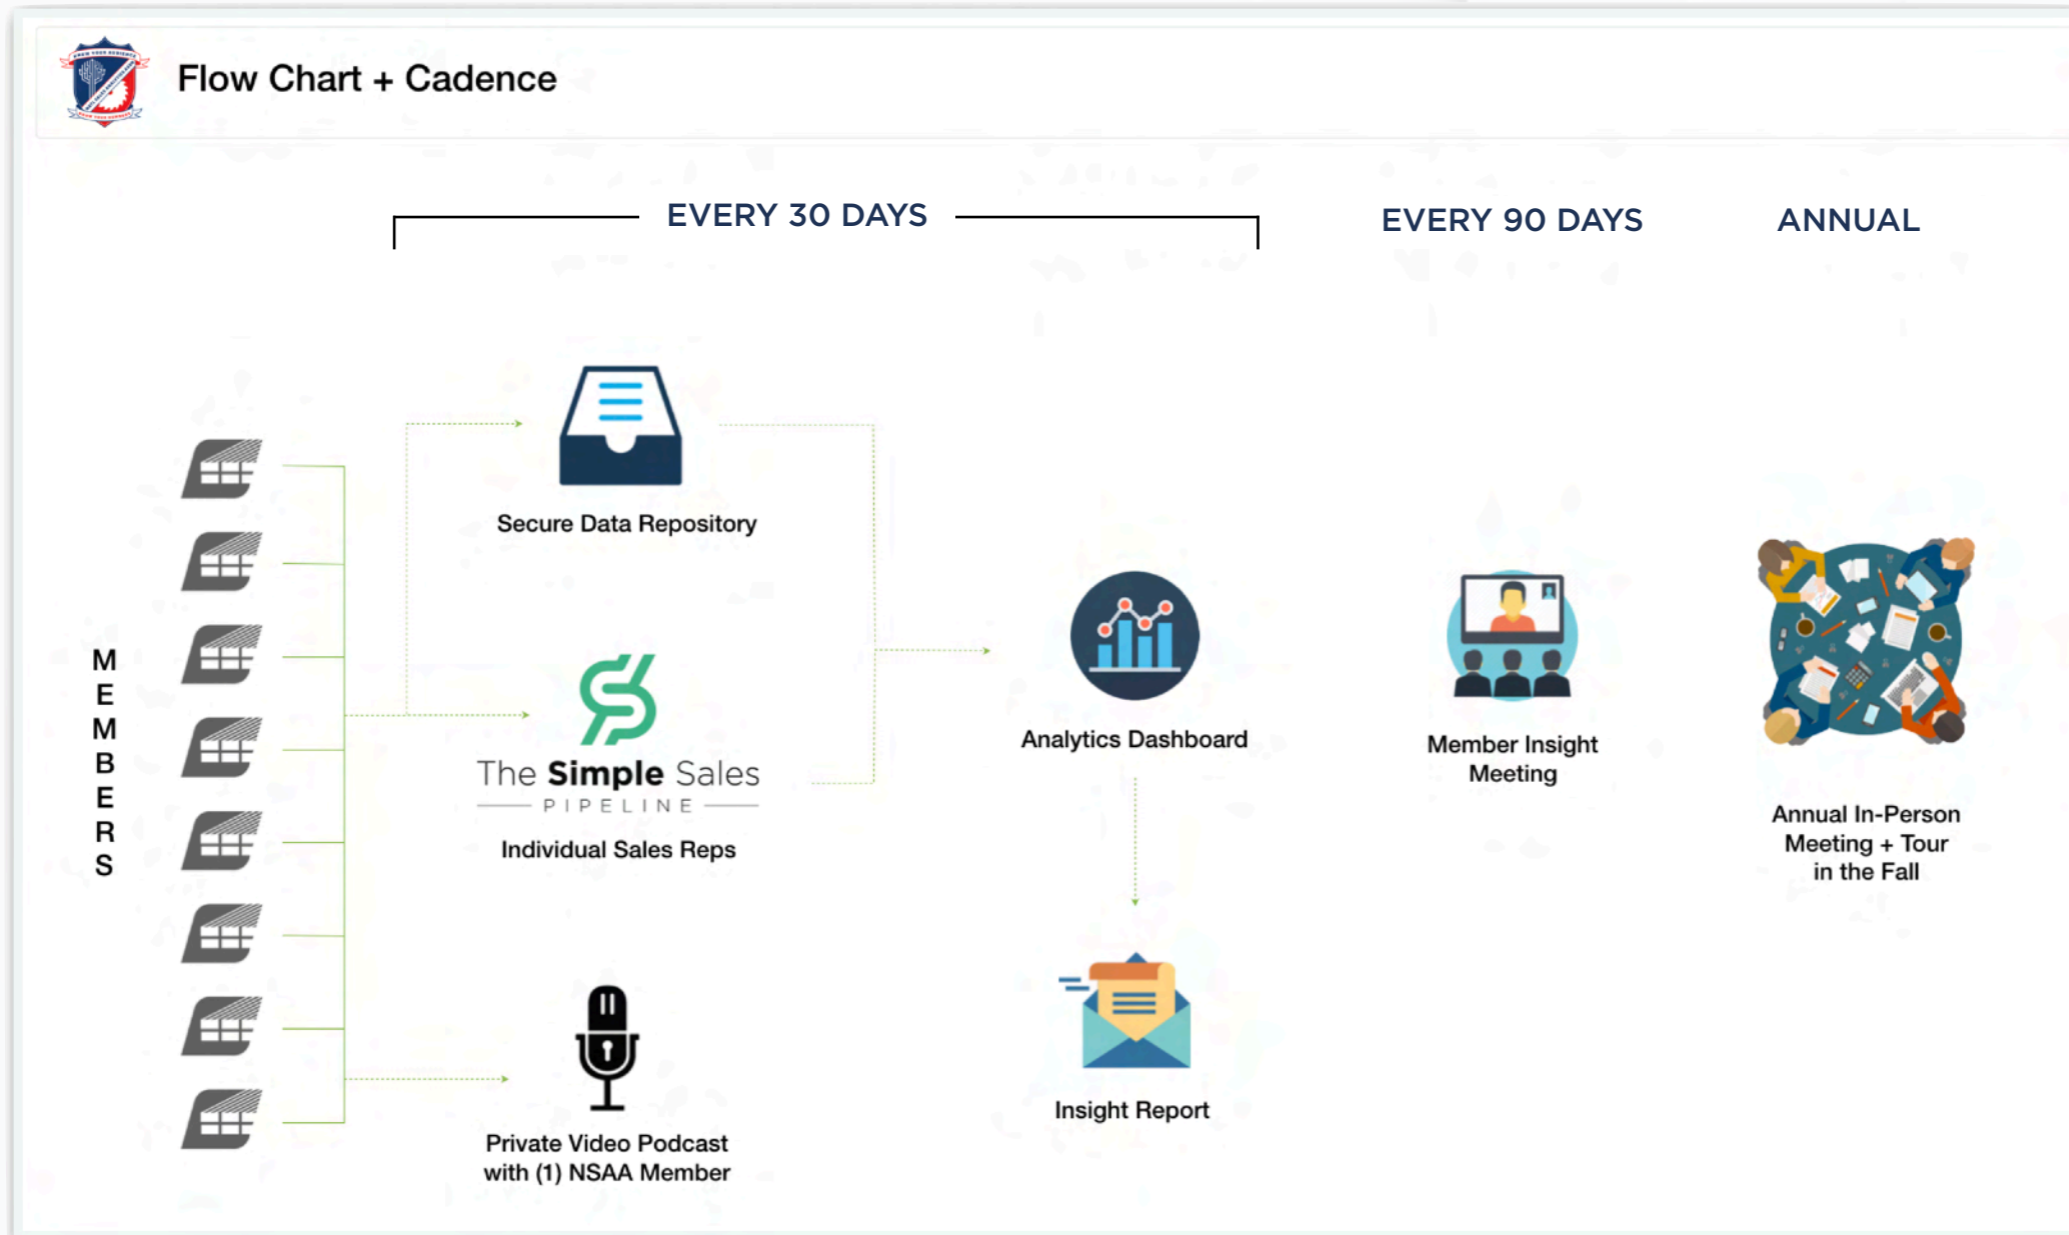 Flow Chart + Cadence
EVERY 30 DAYS
EVERY 90 DAYS
ANNUAL
MEMBERS
Secure Data Repository
The Simple Sales
PIPELINE
Individual Sales Reps
Private Video Podcast
with (1) NSAA Member
Analytics Dashboard
Insight Report
Member Insight
Meeting
Annual In-Person
Meeting + Tour
in the Fall